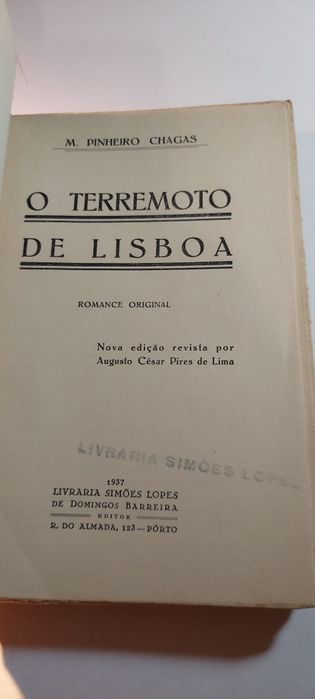 M. PINHEIRO CHAGAS
O TERREMOTO
DE LISBOA
ROMANCE ORIGINAL
Nova edição revista por
Augusto César Pires de Lima
LIVRARIA SIMÕES LOPES
1937
LIVRARIA SIMÕES LOPES
DE DOMINGOS BARREIRA
EDITOR
R. DO ALMADA, 123 — PÔRTO